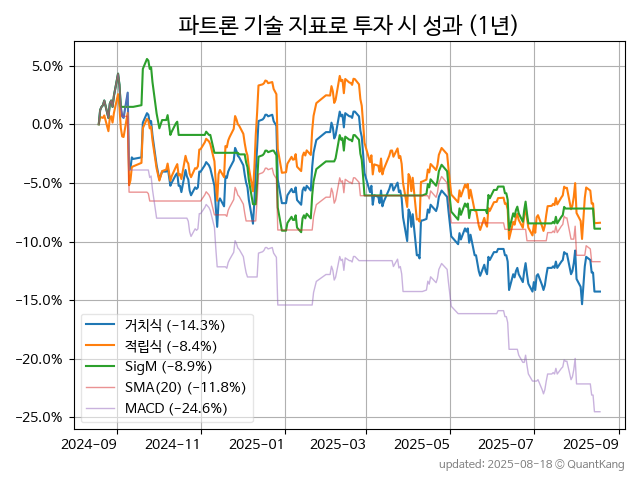 파트론 기술 지표로 투자 시 성과 (1년)
5.0%
0.0%
−5.0%
−10.0%
−15.0%
−20.0%
−25.0%
거치식 (−14.3%)
적립식 (−8.4%)
SigM (−8.9%)
SMA(20) (−11.8%)
MACD (−24.6%)
2024-09 2024-11 2025-01 2025-03 2025-05 2025-07 2025-09
updated: 2025-08-18 © QuantKang